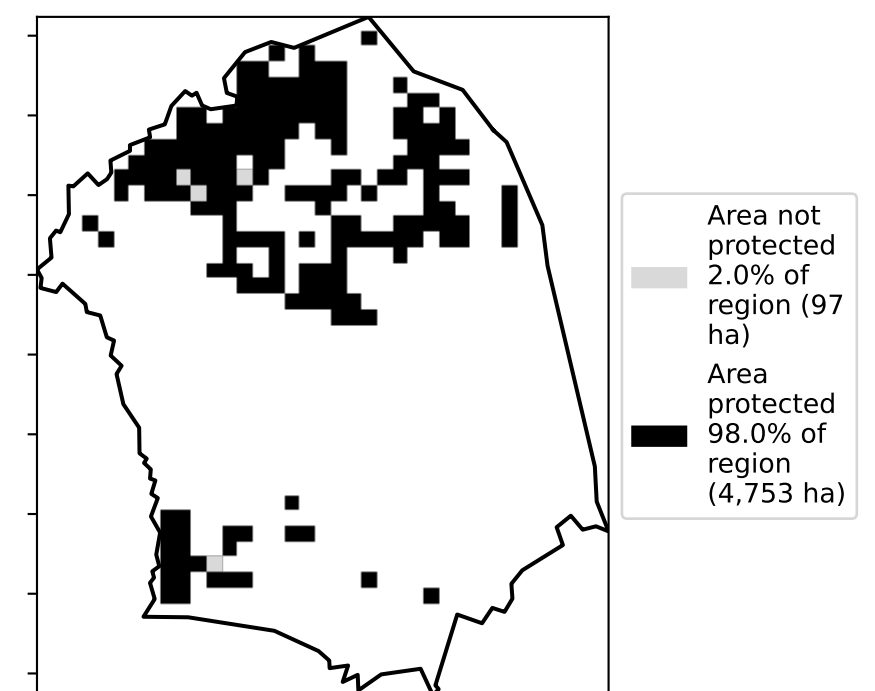 Area not
protected
2.0% of
region (97
ha)
Area
protected
98.0% of
region
(4,753 ha)